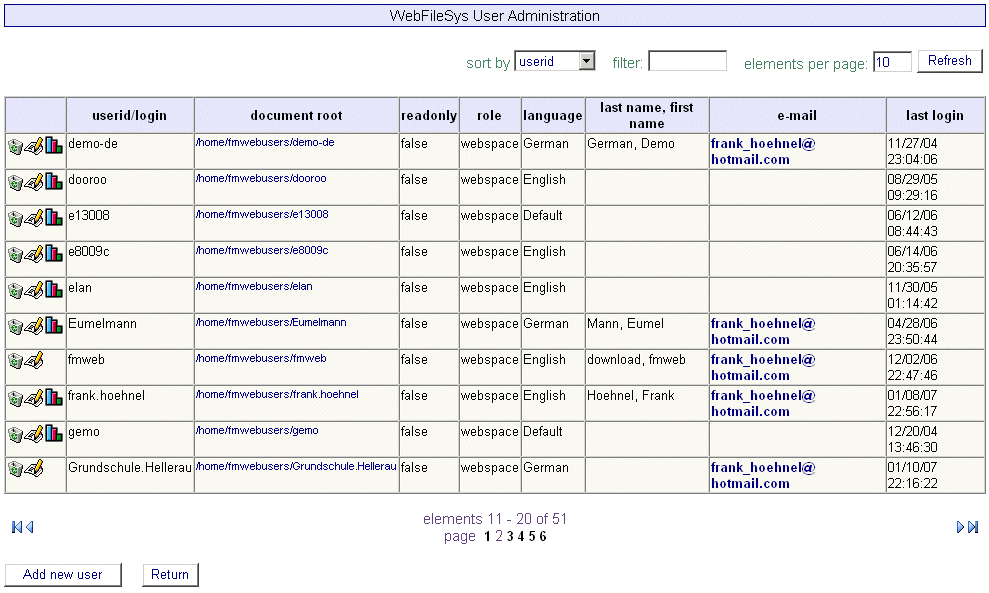 WebFileSys User Administration
sort by userid filter: elements per page: 10 Refresh
userid/login document root readonly role language last name, first name e-mail last login
demo-de /home/fmwebusers/demo-de false webspace German German, Demo frank_hoehnel@ 11/27/04
hotmail.com 23:04:06
dooroo /home/fmwebusers/dooroo false webspace English 08/29/05
09:29:16
e13008 /home/fmwebusers/e13008 false webspace Default 06/12/06
08:44:43
e8009c /home/fmwebusers/e8009c false webspace English 06/14/06
20:35:57
elan /home/fmwebusers/elan false webspace English 11/30/05
01:14:42
Eumelmann /home/fmwebusers/Eumelmann false webspace German Mann, Eumel frank_hoehnel@ 04/28/06
hotmail.com 23:50:44
fmweb /home/fmwebusers/fmweb false webspace English download, fmweb frank_hoehnel@ 12/02/06
hotmail.com 22:47:46
frank.hoehnel /home/fmwebusers/frank.hoehnel false webspace English Hoehnel, Frank frank_hoehnel@ 01/08/07
hotmail.com 22:56:17
gemo /home/fmwebusers/gemo false webspace Default 12/20/04
13:46:30
Grundschule.Hellerau /home/fmwebusers/Grundschule.Hellerau false webspace German frank_hoehnel@ 01/10/07
hotmail.com 22:16:22
elements 11 - 20 of 51
page 1 2 3 4 5 6
Add new user Return